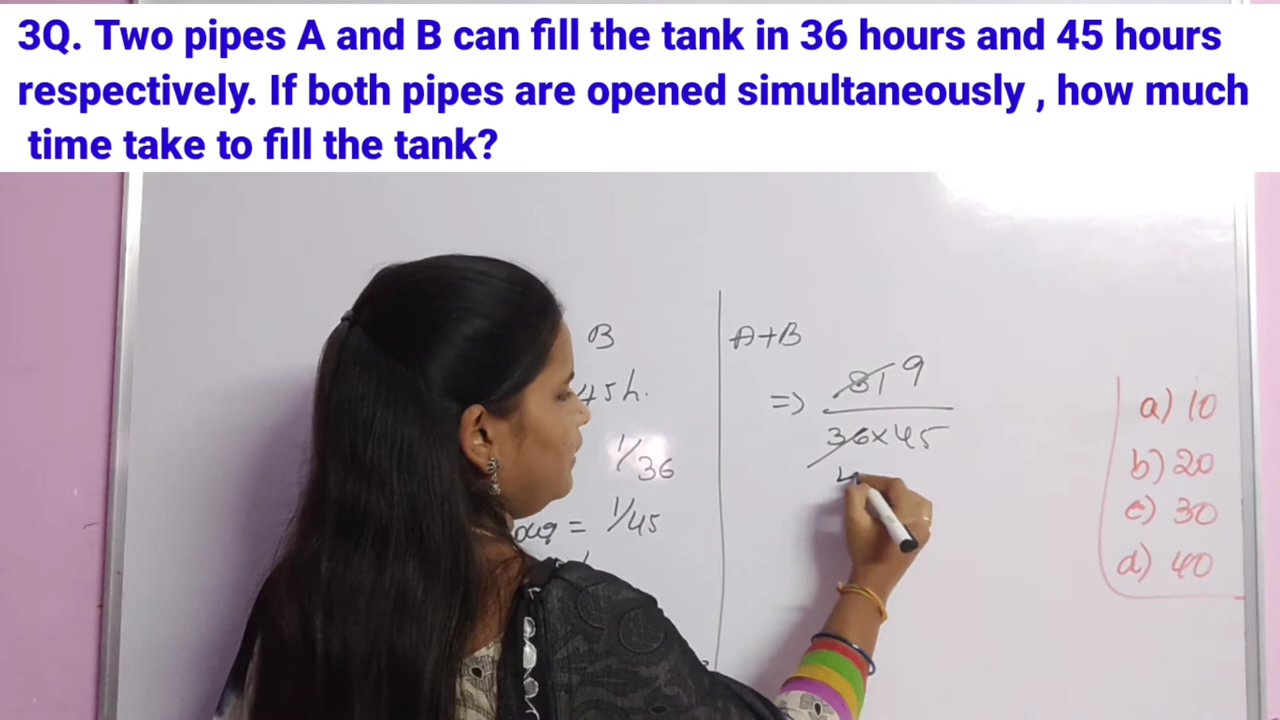 3Q. Two pipes A and B can fill the tank in 36 hours and 45 hours
respectively. If both pipes are opened simultaneously , how much
time take to fill the tank?
B
45h.
1/36
= 1/45
A+B
=> 81 9
36x45
4
a) 10
b) 20
c) 30
d) 40